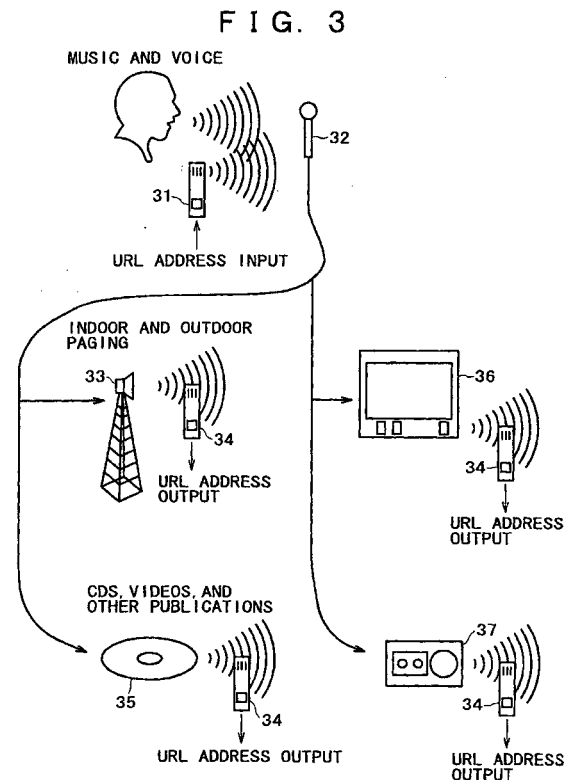 FIG. 3
MUSIC AND VOICE
32
31
URL ADDRESS INPUT
INDOOR AND OUTDOOR
PAGING
33
34
URL ADDRESS
OUTPUT
36
34
URL ADDRESS
OUTPUT
CDS, VIDEOS, AND
OTHER PUBLICATIONS
35
34
URL ADDRESS OUTPUT
37
34
URL ADDRESS
OUTPUT